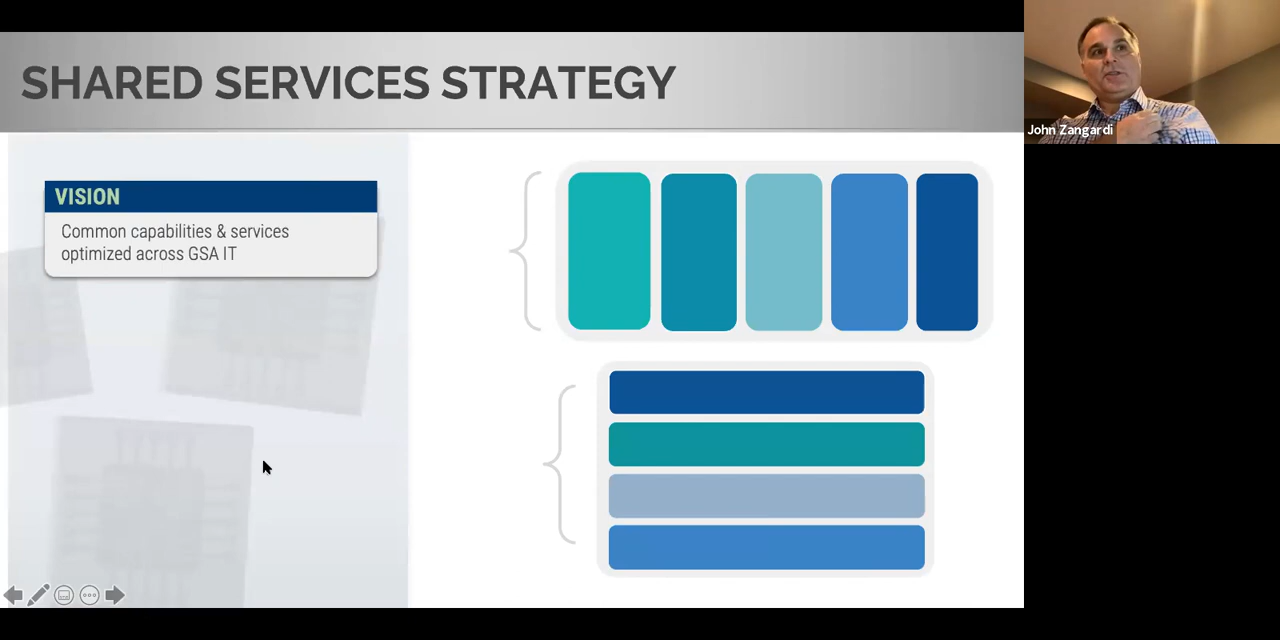 SHARED SERVICES STRATEGY
VISION
Common capabilities & services
optimized across GSA IT
John Zangardi